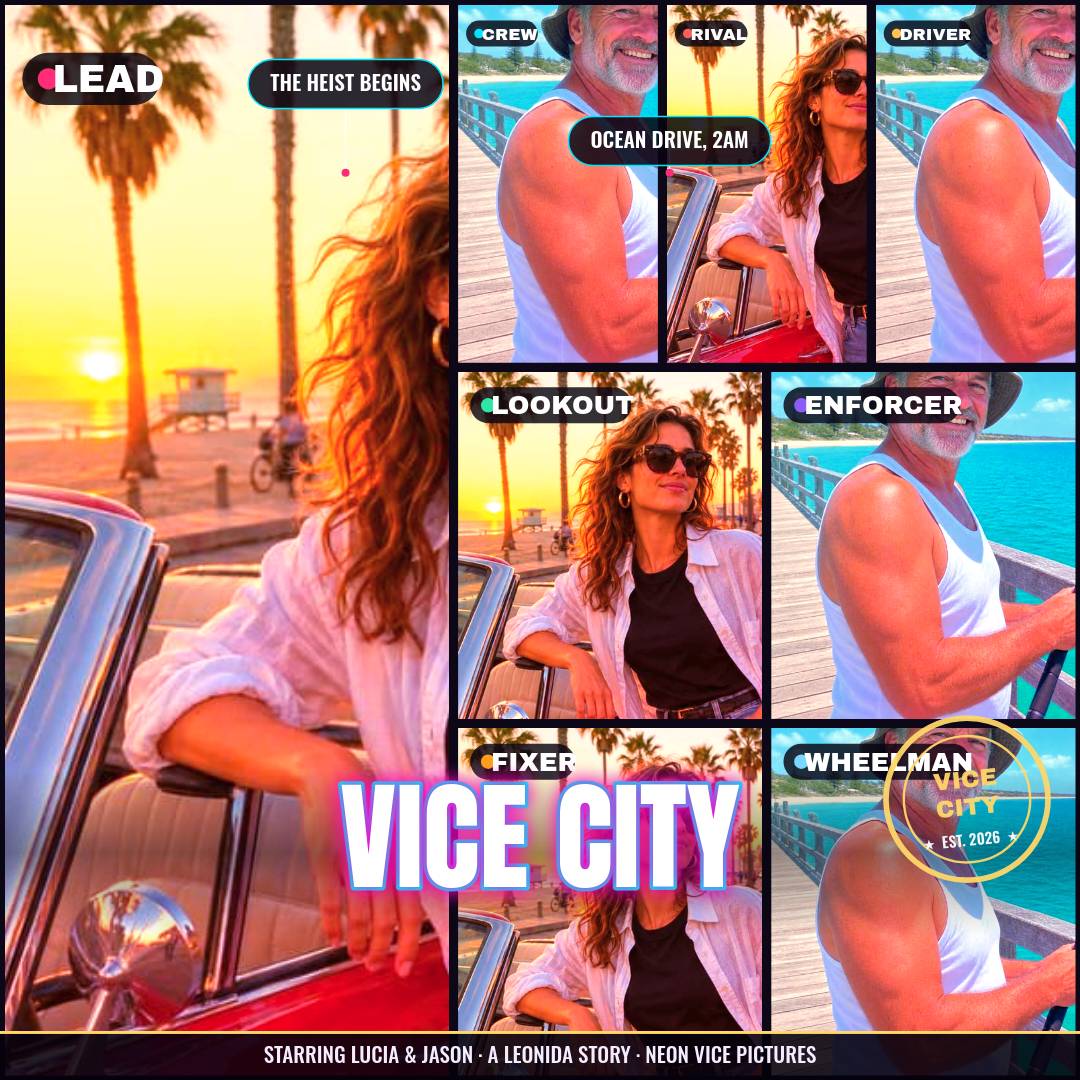 LEAD
THE HEIST BEGINS
CREW
RIVAL
DRIVER
OCEAN DRIVE, 2AM
LOOKOUT
ENFORCER
FIXER
WHEELMAN
VICE CITY
VICE
CITY
★ EST. 2026 ★
STARRING LUCIA & JASON · A LEONIDA STORY · NEON VICE PICTURES